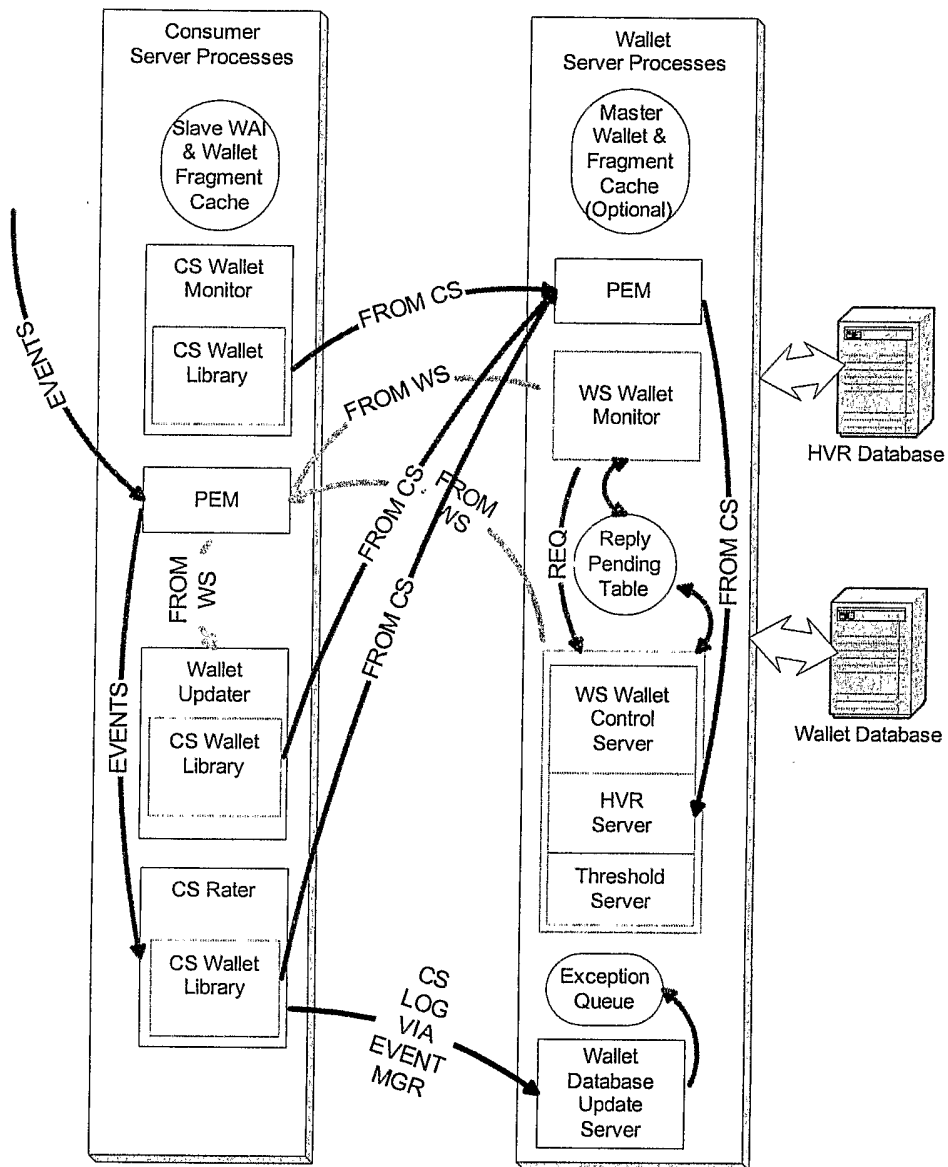 Consumer
Server Processes
Slave WAI
& Wallet
Fragment
Cache
CS Wallet
Monitor
CS Wallet
Library
EVENTS
PEM
FROM
WS
EVENTS
Wallet
Updater
CS Wallet
Library
CS Rater
CS Wallet
Library
FROM CS
FROM WS
FROM
WS
FROM CS
FROM CS
CS
LOG
VIA
EVENT
MGR
Wallet
Server Processes
Master
Wallet &
Fragment
Cache
(Optional)
PEM
WS Wallet
Monitor
REQ
Reply
Pending
Table
FROM CS
WS Wallet
Control
Server
HVR
Server
Threshold
Server
Exception
Queue
Wallet
Database
Update
Server
HVR Database
Wallet Database